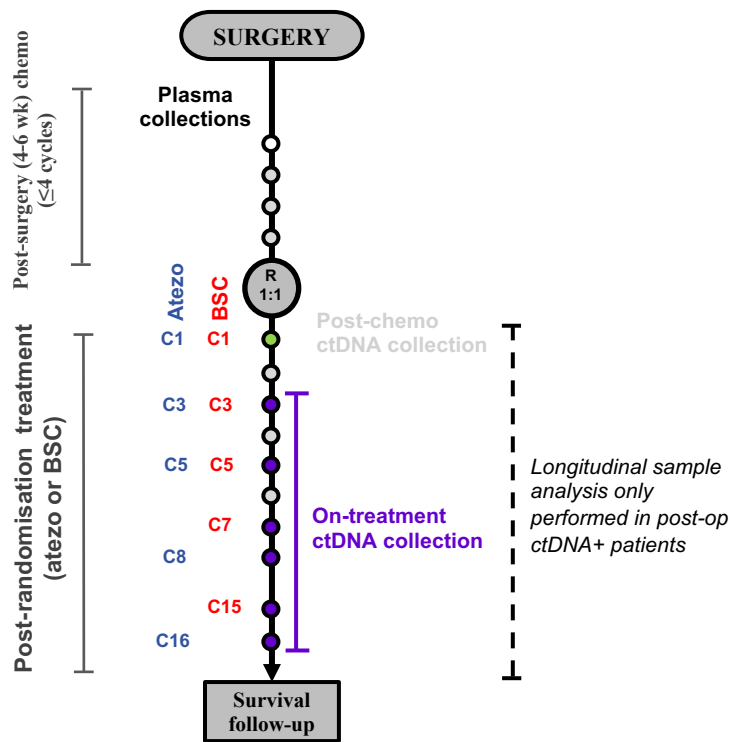 SURGERY
Post-surgery (4-6 wk) chemo
(≤4 cycles)
Plasma
collections
Atezo
BSC
R
1:1
Post-chemo
ctDNA collection
C1 C1
C3 C3
C5 C5
C7
C8
C15
C16
On-treatment
ctDNA collection
Post-randomisation treatment
(atezo or BSC)
Longitudinal sample
analysis only
performed in post-op
ctDNA+ patients
Survival
follow-up